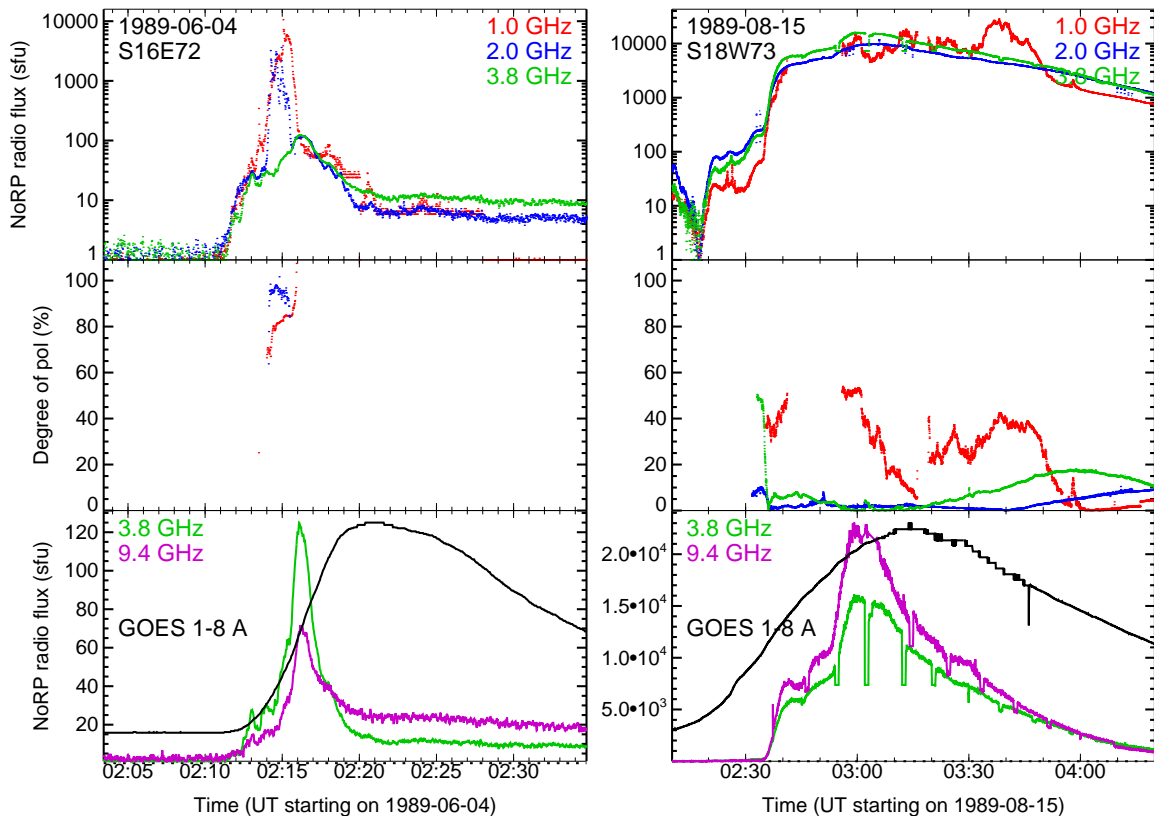 1989-06-04
S16E72
1.0 GHz
2.0 GHz
3.8 GHz
NoRP radio flux (sfu)
10000
1000
100
10
1
1989-08-15
S18W73
1.0 GHz
2.0 GHz
3.8 GHz
10000
1000
100
10
1
Degree of pol (%)
100
80
60
40
20
0
100
80
60
40
20
0
3.8 GHz
9.4 GHz
GOES 1-8 A
NoRP radio flux (sfu)
120
100
80
60
40
20
02:05 02:10 02:15 02:20 02:25 02:30
Time (UT starting on 1989-06-04)
3.8 GHz
9.4 GHz
GOES 1-8 A
2.0•10⁴
1.5•10⁴
1.0•10⁴
5.0•10³
02:30 03:00 03:30 04:00
Time (UT starting on 1989-08-15)